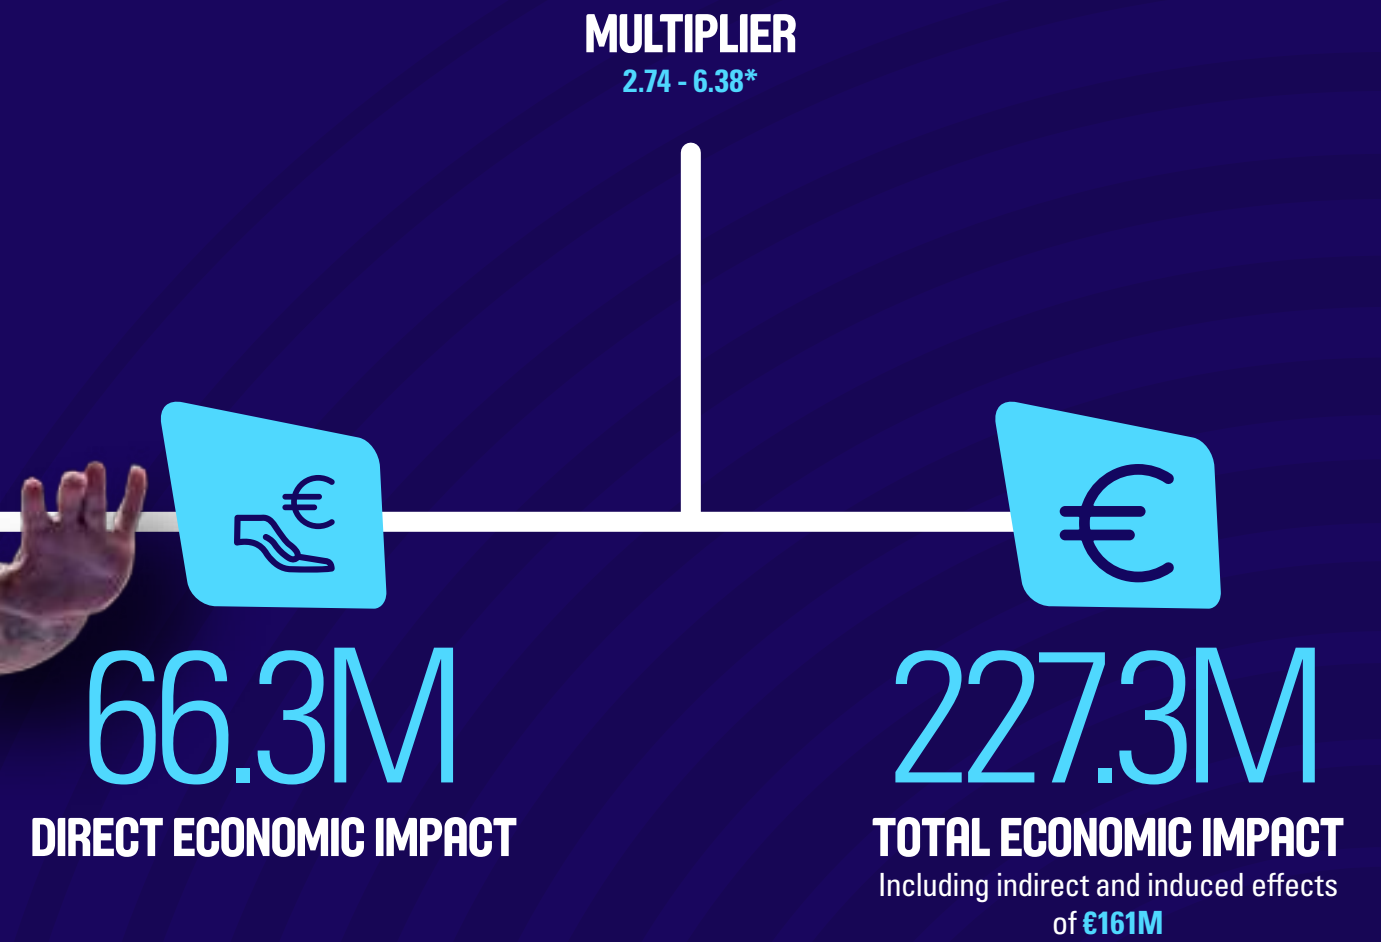 MULTIPLIER
2.74 - 6.38*
66.3M
DIRECT ECONOMIC IMPACT
227.3M
TOTAL ECONOMIC IMPACT
Including indirect and induced effects
of €161M